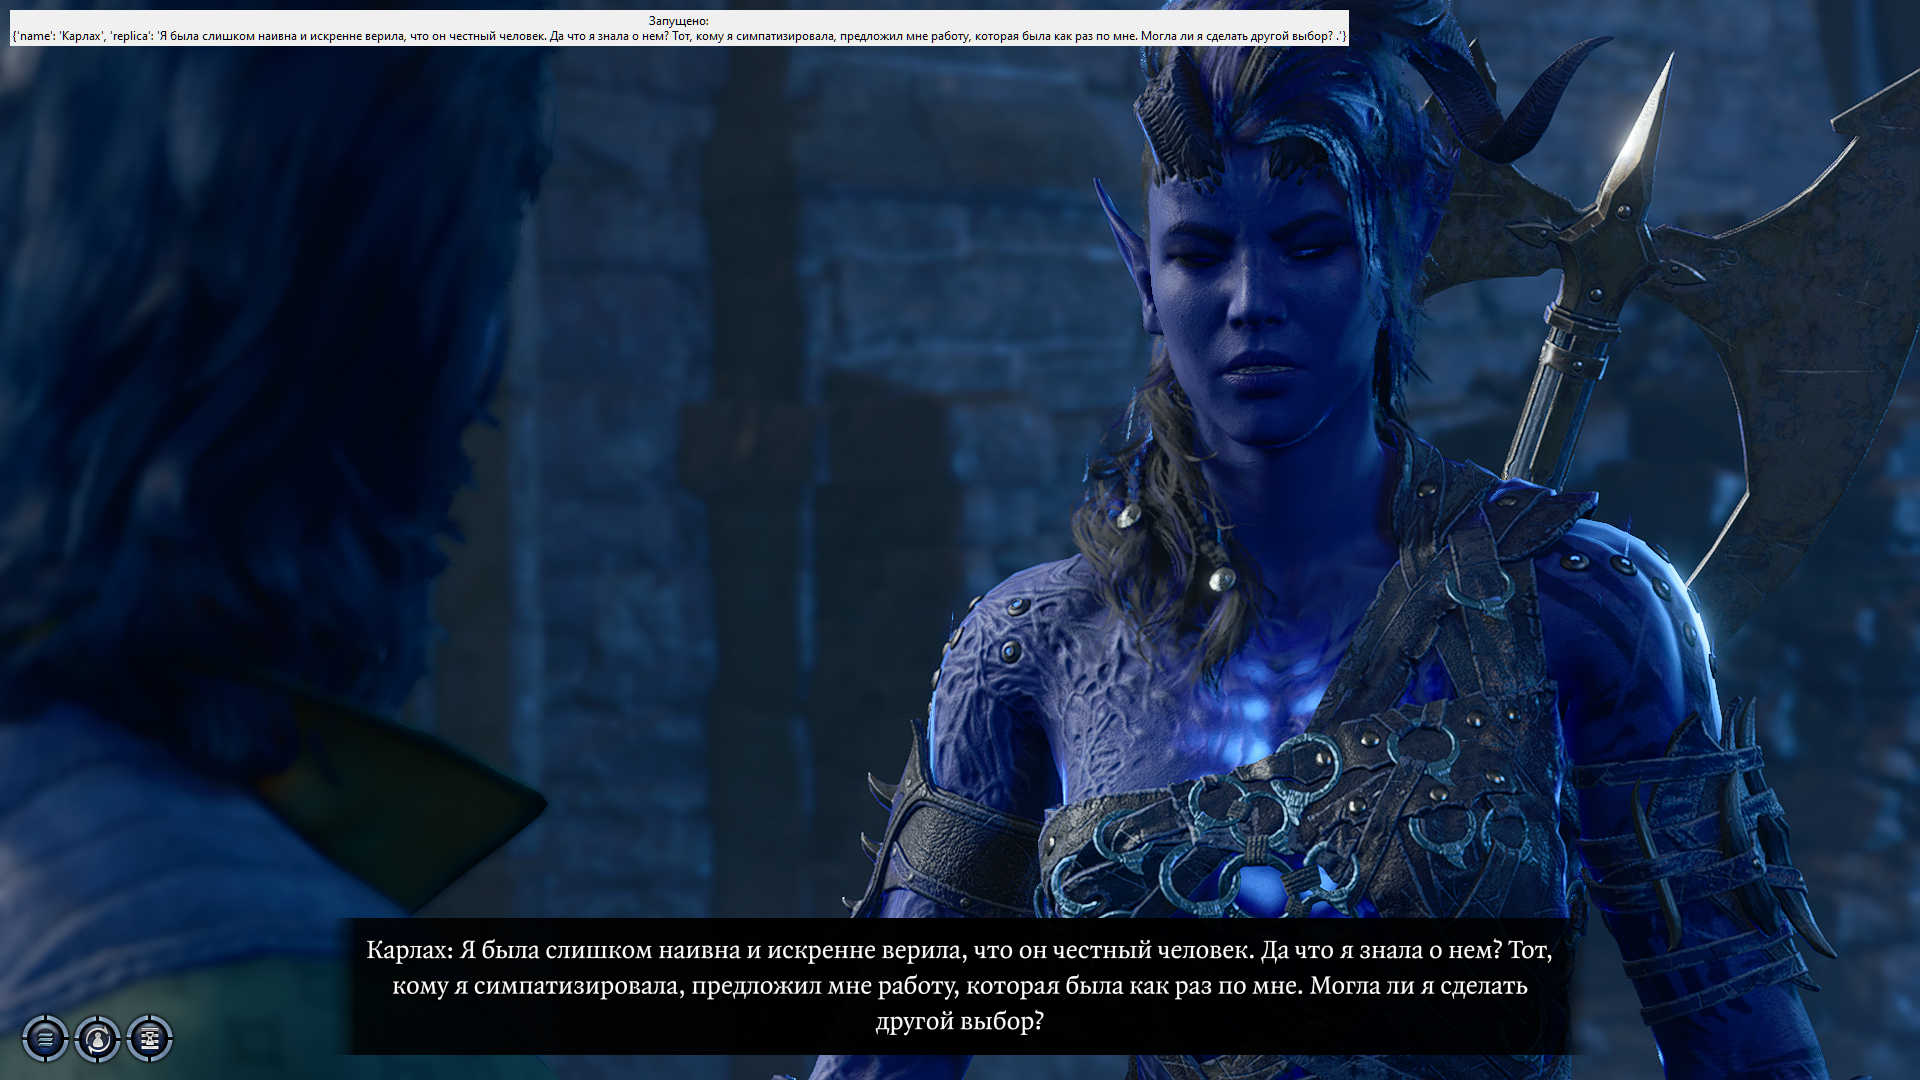 Запущено:
{'name': 'Карлах', 'replica': 'Я была слишком наивна и искренне верила, что он честный человек. Да что я знала о нем? Тот, кому я симпатизировала, предложил мне работу, которая была как раз по мне. Могла ли я сделать другой выбор? .'}
Карлах: Я была слишком наивна и искренне верила, что он честный человек. Да что я знала о нем? Тот,
кому я симпатизировала, предложил мне работу, которая была как раз по мне. Могла ли я сделать
другой выбор?